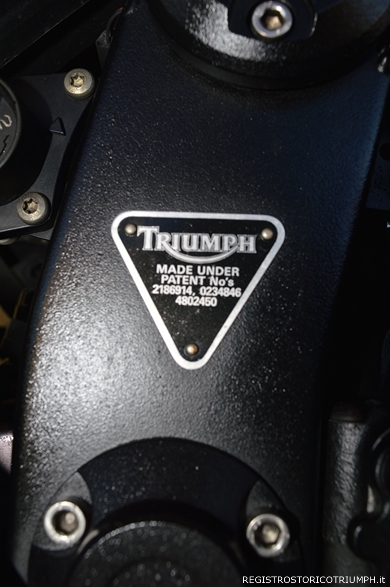 TRIUMPH
MADE UNDER
PATENT No's
2186914, 0234846
4802450
REGISTROSTORICOTRIUMPH.it